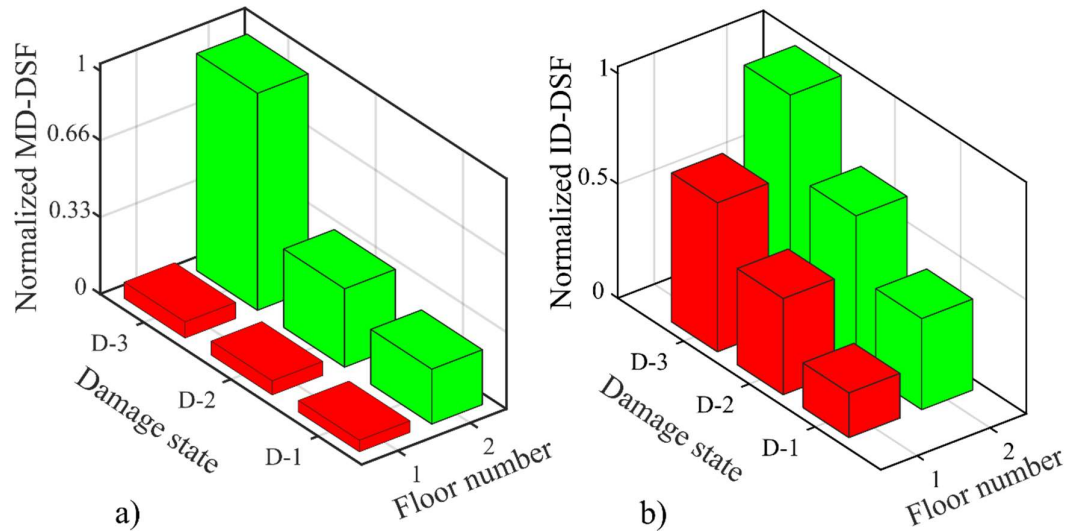 Normalized MD-DSF
1
0.66
0.33
0
D-3
D-2
D-1
Damage state
1
2
Floor number
a)
Normalized ID-DSF
1
0.5
0
D-3
D-2
D-1
Damage state
1
2
Floor number
b)